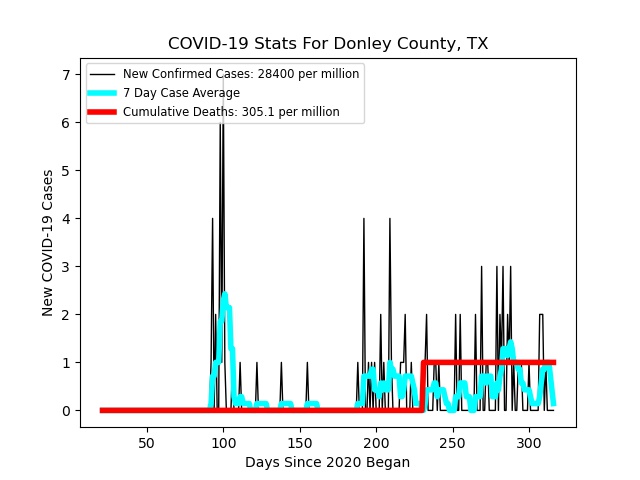 COVID-19 Stats For Donley County, TX
New Confirmed Cases: 28400 per million
7 Day Case Average
Cumulative Deaths: 305.1 per million
7
6
5
4
3
2
1
0
New COVID-19 Cases
50 100 150 200 250 300
Days Since 2020 Began